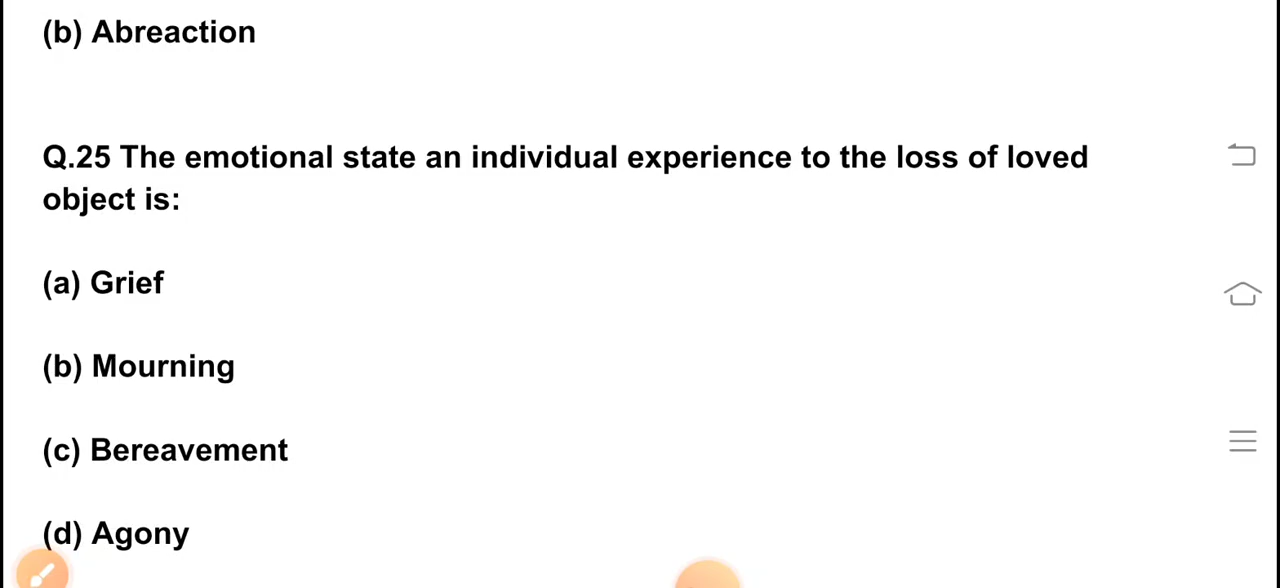 (b) Abreaction
Q.25 The emotional state an individual experience to the loss of loved
object is:
(a) Grief
(b) Mourning
(c) Bereavement
(d) Agony